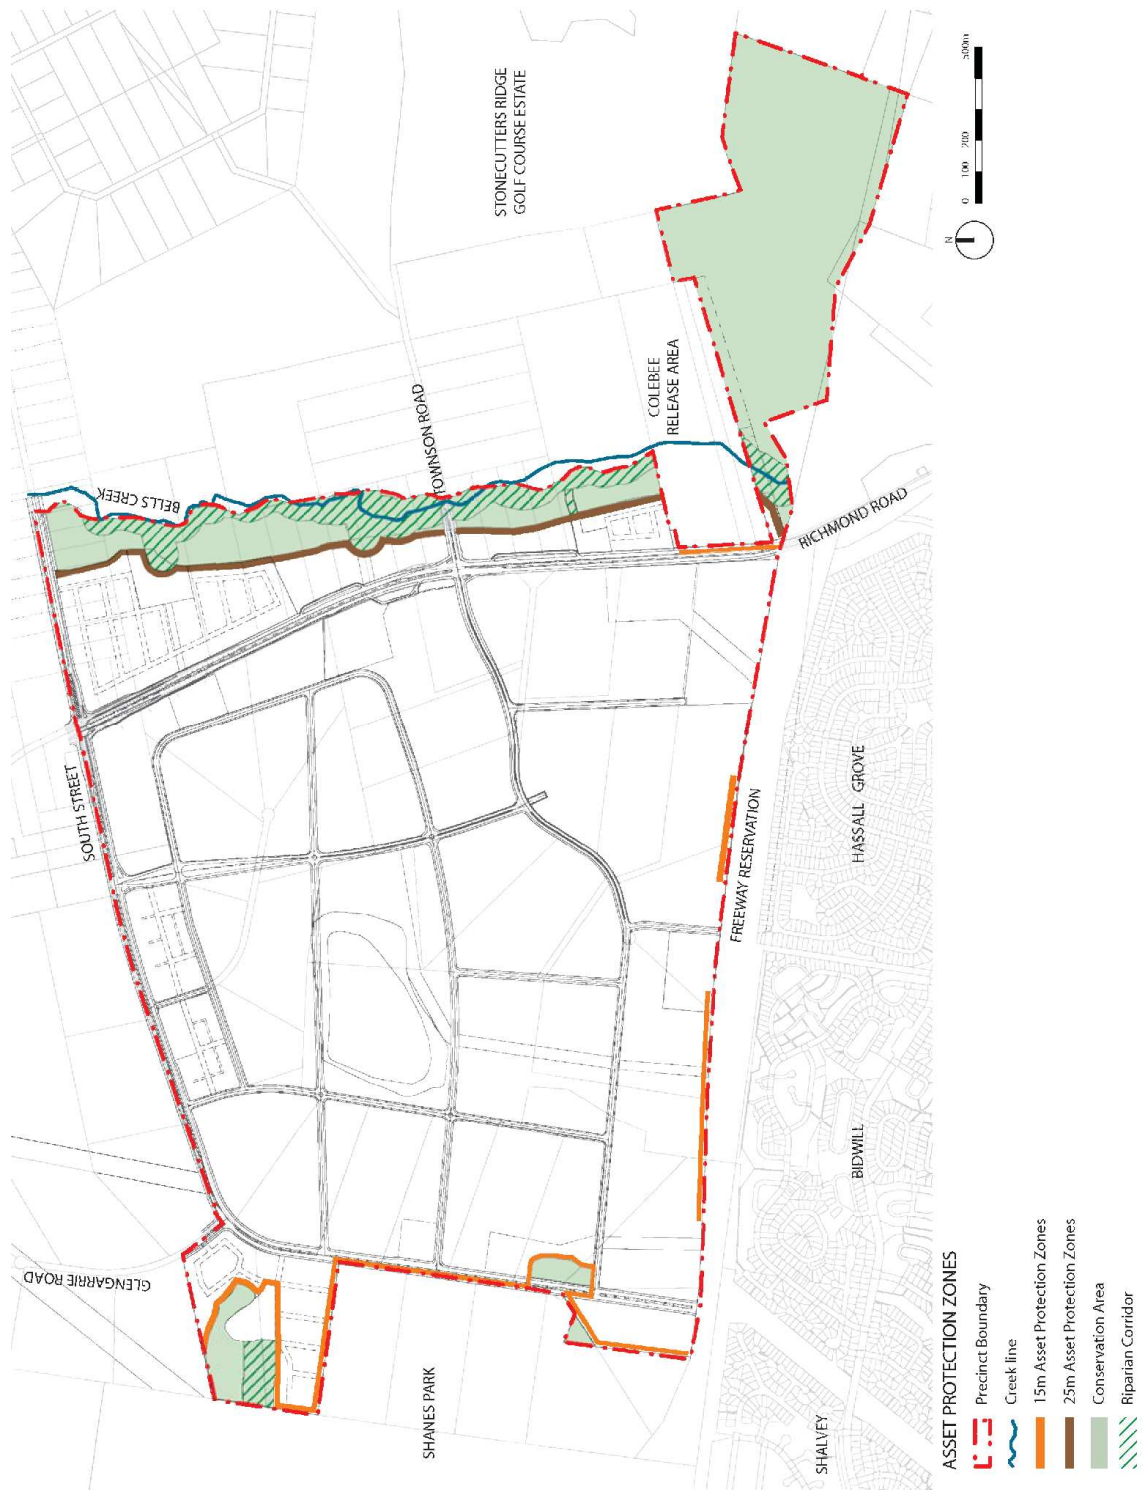 GLENGARRIE ROAD
SOUTH STREET
BELLS CREEK
TOWNSON ROAD
STONECUTTERS RIDGE
GOLF COURSE ESTATE
COLEBEE
RELEASE AREA
RICHMOND ROAD
FREEWAY RESERVATION
HASSALL GROVE
BIDWILL
SHANES PARK
SHALVEY
N
0 100 200 500m
ASSET PROTECTION ZONES
Precinct Boundary
Creek line
15m Asset Protection Zones
25m Asset Protection Zones
Conservation Area
Riparian Corridor